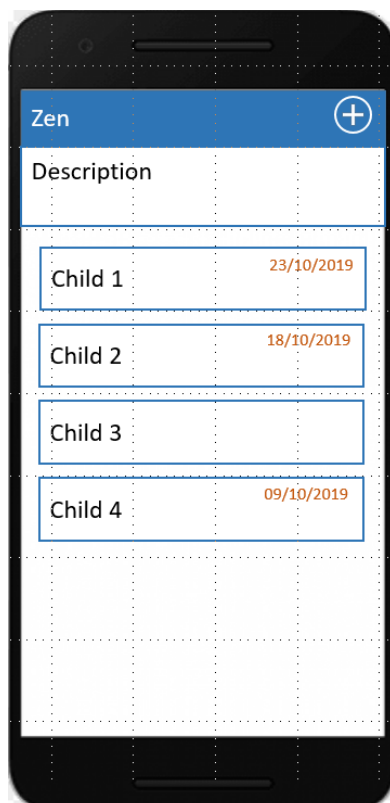 Zen
Description
Child 1
23/10/2019
Child 2
18/10/2019
Child 3
Child 4
09/10/2019